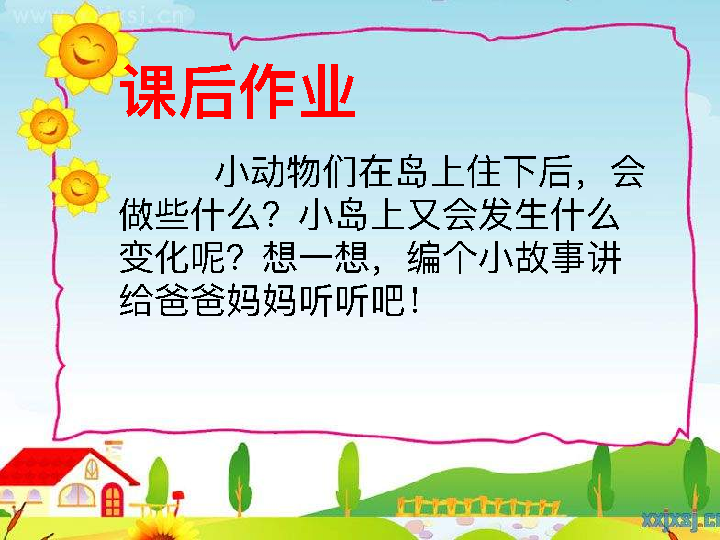 www.xxjxsj.cn
课后作业
小动物们在岛上住下后，会
做些什么？小岛上又会发生什么
变化呢？想一想，编个小故事讲
给爸爸妈妈听听吧！
xxjxsj.cn